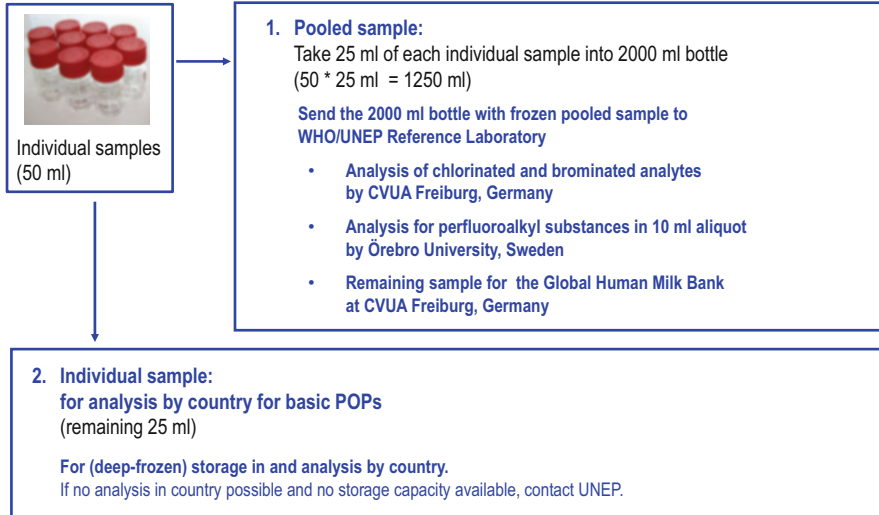 Individual samples
(50 ml)
1. Pooled sample:
Take 25 ml of each individual sample into 2000 ml bottle
(50 * 25 ml = 1250 ml)
Send the 2000 ml bottle with frozen pooled sample to
WHO/UNEP Reference Laboratory
• Analysis of chlorinated and brominated analytes
by CVUA Freiburg, Germany
• Analysis for perfluoroalkyl substances in 10 ml aliquot
by Örebro University, Sweden
• Remaining sample for the Global Human Milk Bank
at CVUA Freiburg, Germany
2. Individual sample:
for analysis by country for basic POPs
(remaining 25 ml)
For (deep-frozen) storage in and analysis by country.
If no analysis in country possible and no storage capacity available, contact UNEP.